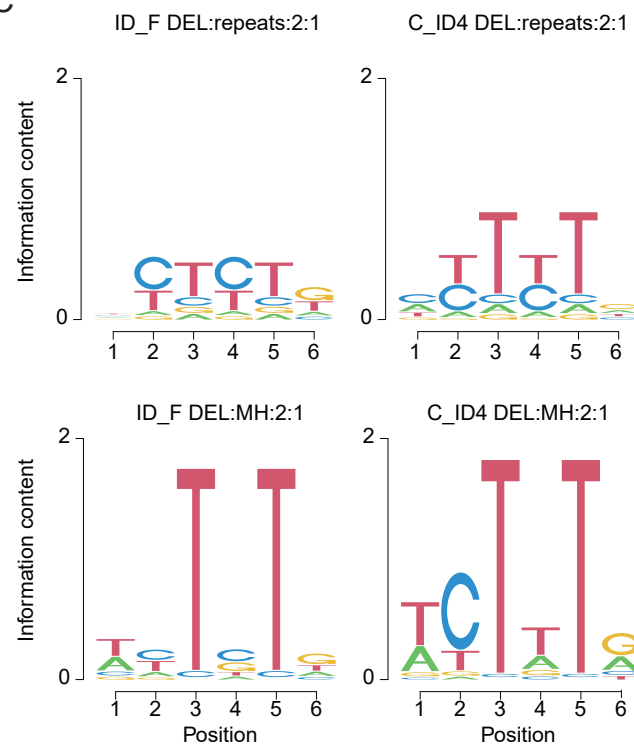 ID_F DEL:repeats:2:1
C_ID4 DEL:repeats:2:1
Information content
2
0
1 2 3 4 5 6
2
0
1 2 3 4 5 6
ID_F DEL:MH:2:1
C_ID4 DEL:MH:2:1
Information content
2
0
1 2 3 4 5 6
Position
2
0
1 2 3 4 5 6
Position